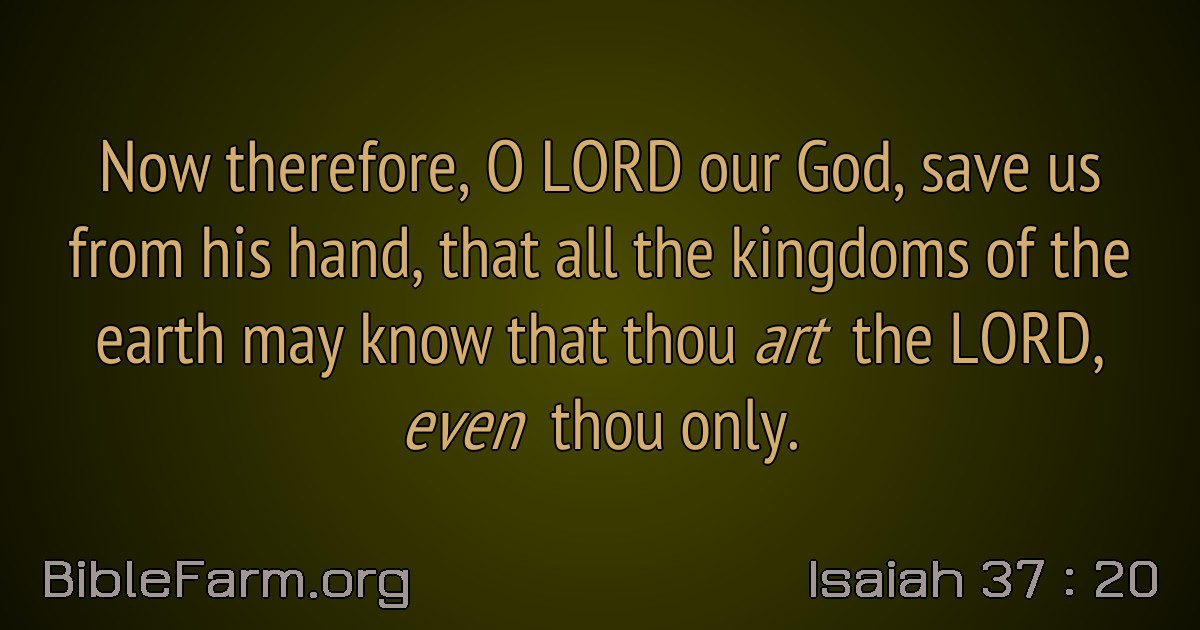 Now therefore, O LORD our God, save us
from his hand, that all the kingdoms of the
earth may know that thou art the LORD,
even thou only.
BibleFarm.org
Isaiah 37 : 20